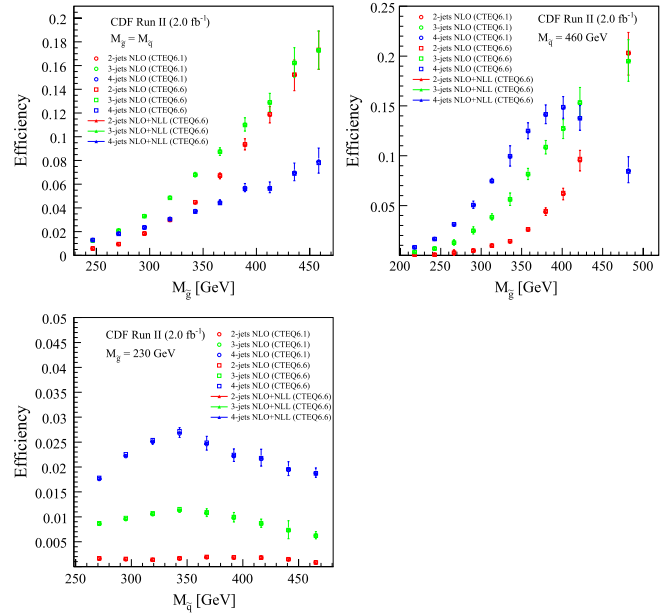 CDF Run II (2.0 fb-1)
Mg̃ = Mq̃
2-jets NLO (CTEQ6.1)
3-jets NLO (CTEQ6.1)
4-jets NLO (CTEQ6.1)
2-jets NLO (CTEQ6.6)
3-jets NLO (CTEQ6.6)
4-jets NLO (CTEQ6.6)
2-jets NLO+NLL (CTEQ6.6)
3-jets NLO+NLL (CTEQ6.6)
4-jets NLO+NLL (CTEQ6.6)
Efficiency
0.2
0.18
0.16
0.14
0.12
0.1
0.08
0.06
0.04
0.02
0
250 300 350 400 450
Mg̃ [GeV]
CDF Run II (2.0 fb-1)
Mq̃ = 460 GeV
2-jets NLO (CTEQ6.1)
3-jets NLO (CTEQ6.1)
4-jets NLO (CTEQ6.1)
2-jets NLO (CTEQ6.6)
3-jets NLO (CTEQ6.6)
4-jets NLO (CTEQ6.6)
2-jets NLO+NLL (CTEQ6.6)
3-jets NLO+NLL (CTEQ6.6)
4-jets NLO+NLL (CTEQ6.6)
Efficiency
0.25
0.2
0.15
0.1
0.05
200 250 300 350 400 450 500
Mg̃ [GeV]
CDF Run II (2.0 fb-1)
Mg̃ = 230 GeV
2-jets NLO (CTEQ6.1)
3-jets NLO (CTEQ6.1)
4-jets NLO (CTEQ6.1)
2-jets NLO (CTEQ6.6)
3-jets NLO (CTEQ6.6)
4-jets NLO (CTEQ6.6)
2-jets NLO+NLL (CTEQ6.6)
3-jets NLO+NLL (CTEQ6.6)
4-jets NLO+NLL (CTEQ6.6)
Efficiency
0.05
0.045
0.04
0.035
0.03
0.025
0.02
0.015
0.01
0.005
250 300 350 400 450
Mq̃ [GeV]